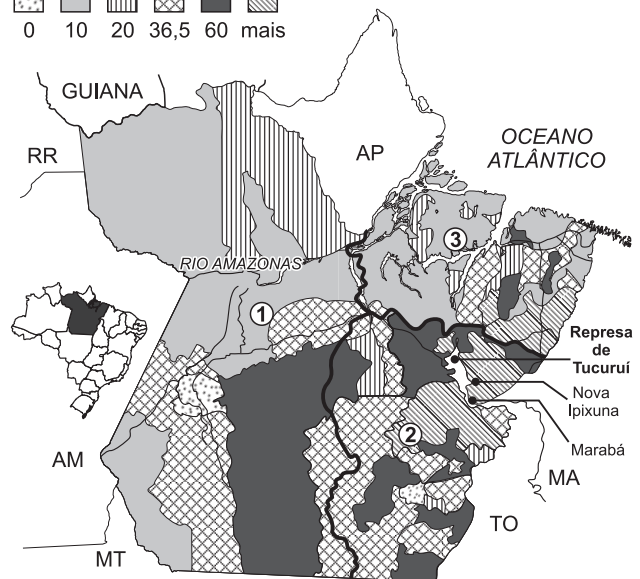 0 10 20 36,5 60 mais
GUIANA
RR
AP
OCEANO
ATLÂNTICO
RIO AMAZONAS
3
1
Represa
de
Tucuruí
Nova
Ipixuna
2
Marabá
AM
MA
TO
MT